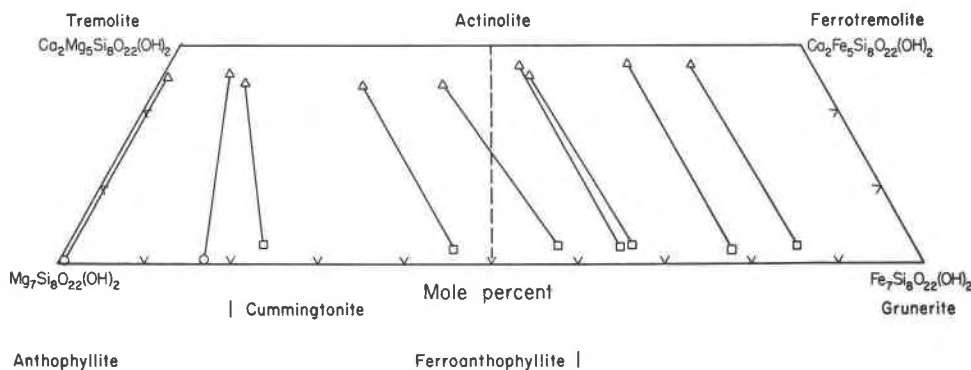 Tremolite Actinolite Ferrotremolite
Ca₂Mg₅Si₈O₂₂(OH)₂ Ca₂Fe₅Si₈O₂₂(OH)₂
Mg₇Si₈O₂₂(OH)₂ Mole percent Fe₇Si₈O₂₂(OH)₂
| Cummingtonite Grunerite
Anthophyllite Ferroanthophyllite |